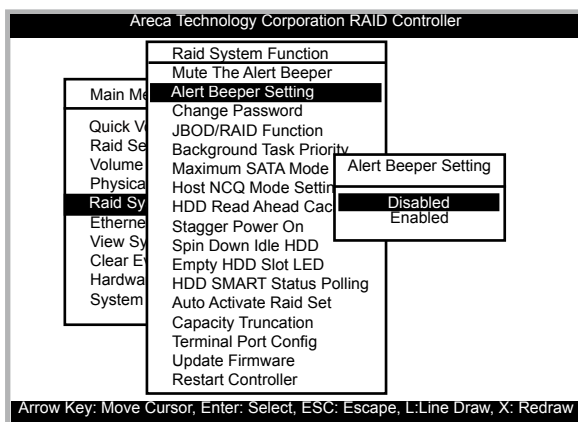 Areca Technology Corporation RAID Controller
Raid System Function
Mute The Alert Beeper
Alert Beeper Setting
Change Password
JBOD/RAID Function
Background Task Priority
Maximum SATA Mode
Host NCQ Mode Settin
HDD Read Ahead Cac
Stagger Power On
Spin Down Idle HDD
Empty HDD Slot LED
HDD SMART Status Polling
Auto Activate Raid Set
Capacity Truncation
Terminal Port Config
Update Firmware
Restart Controller
Main Me
Quick V
Raid Se
Volume
Physica
Raid Sy
Etherne
View Sy
Clear Ev
Hardwa
System
Alert Beeper Setting
Disabled
Enabled
Arrow Key: Move Cursor, Enter: Select, ESC: Escape, L:Line Draw, X: Redraw